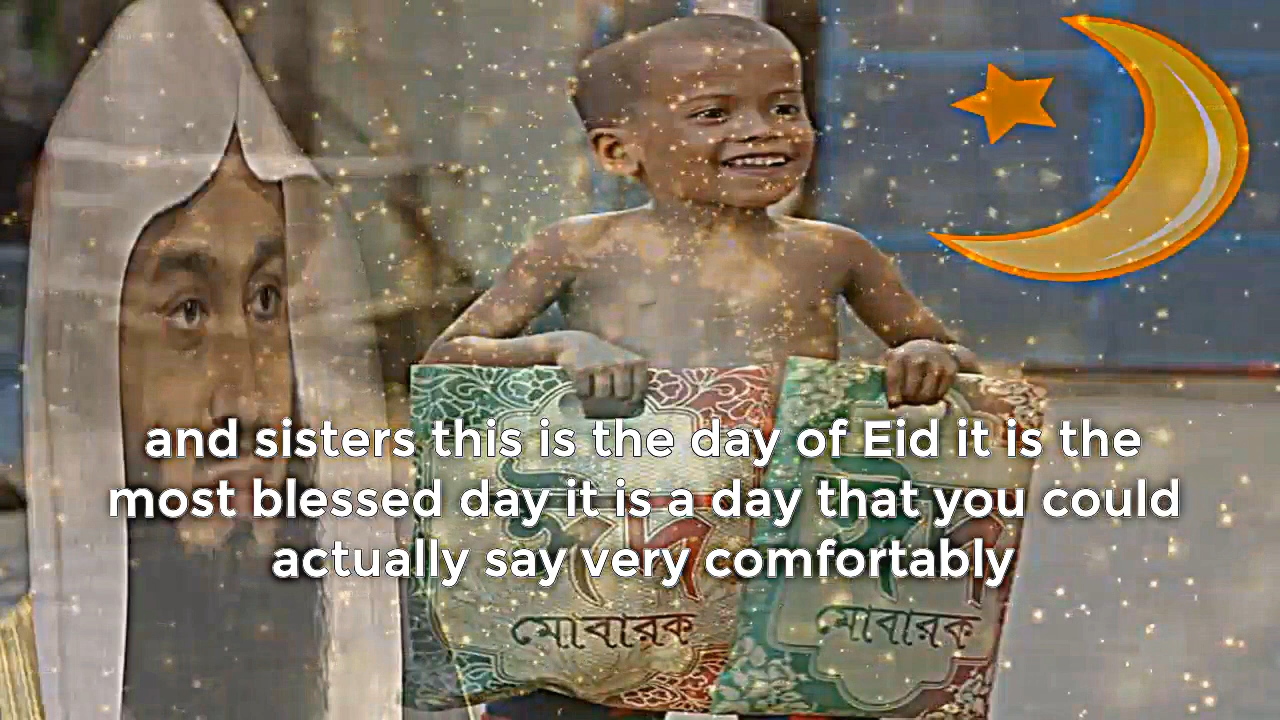 and sisters this is the day of Eid it is the
most blessed day it is a day that you could
actually say very comfortably
ঈদ
মোবারক
মোবারক